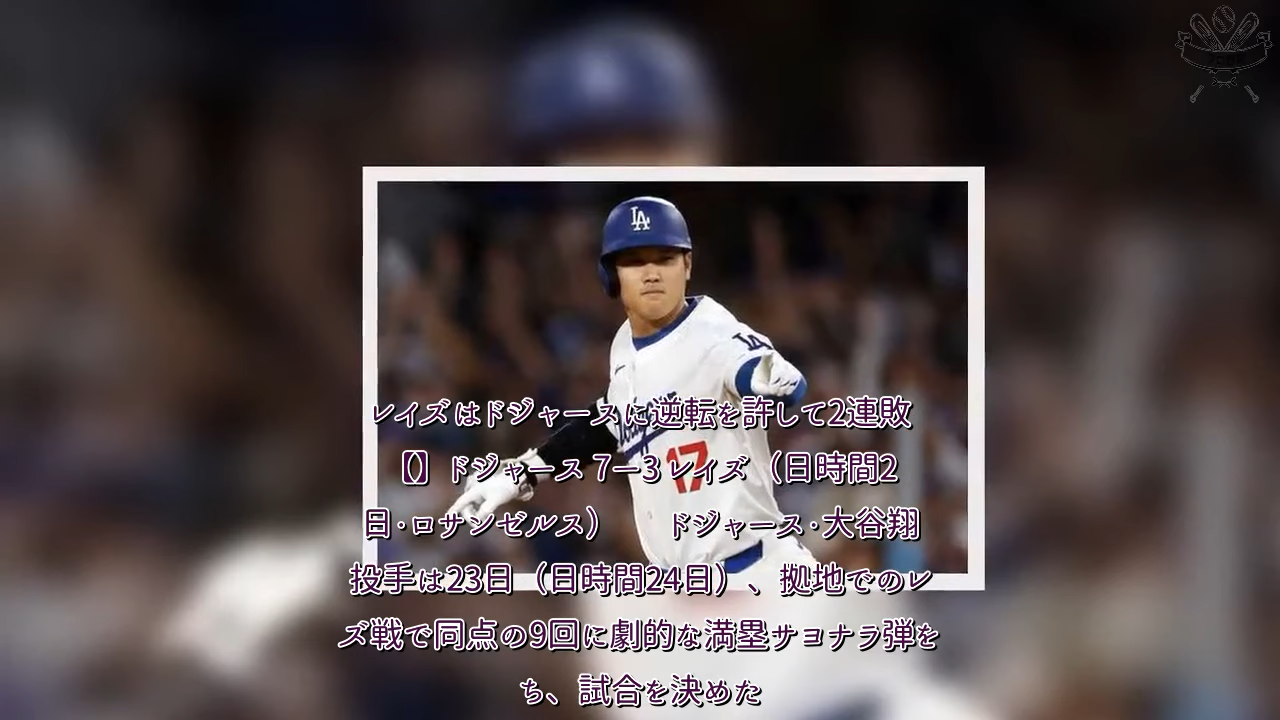 LA
LA
レイズはドジャースに逆転を許して2連敗
【()】ドジャース 7ー3 レイズ（日時間2
17
日·ロサンゼルス）　　ドジャース·大谷翔
投手は23日（日時間24日）、拠地でのレ
ズ戦で同点の9回に劇的な満塁サヨナラ弾を
ち、試合を決めた